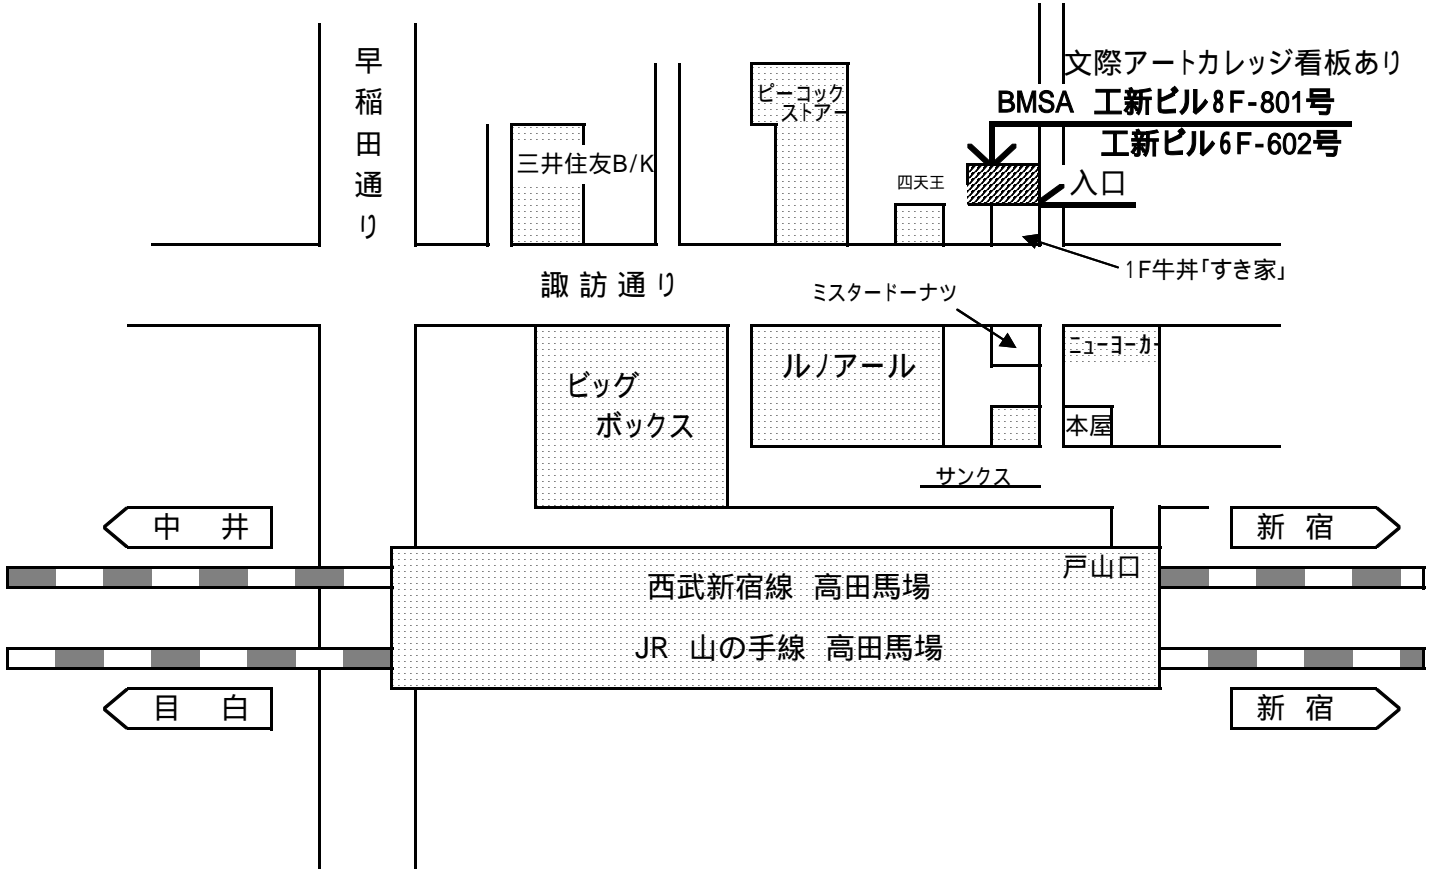 早稲田通り
文際アートカレッジ看板あり
BMSA 工新ビル8F-801号
工新ビル6F-602号
ピーコック
ストアー
三井住友B/K
四天王
入口
1F牛丼「すき家」
諏訪通り
ミスタードーナツ
ニューヨーカー
ルノアール
ビッグ
ボックス
本屋
サンクス
中 井
新 宿
戸山口
西武新宿線 高田馬場
JR 山の手線 高田馬場
目 白
新 宿